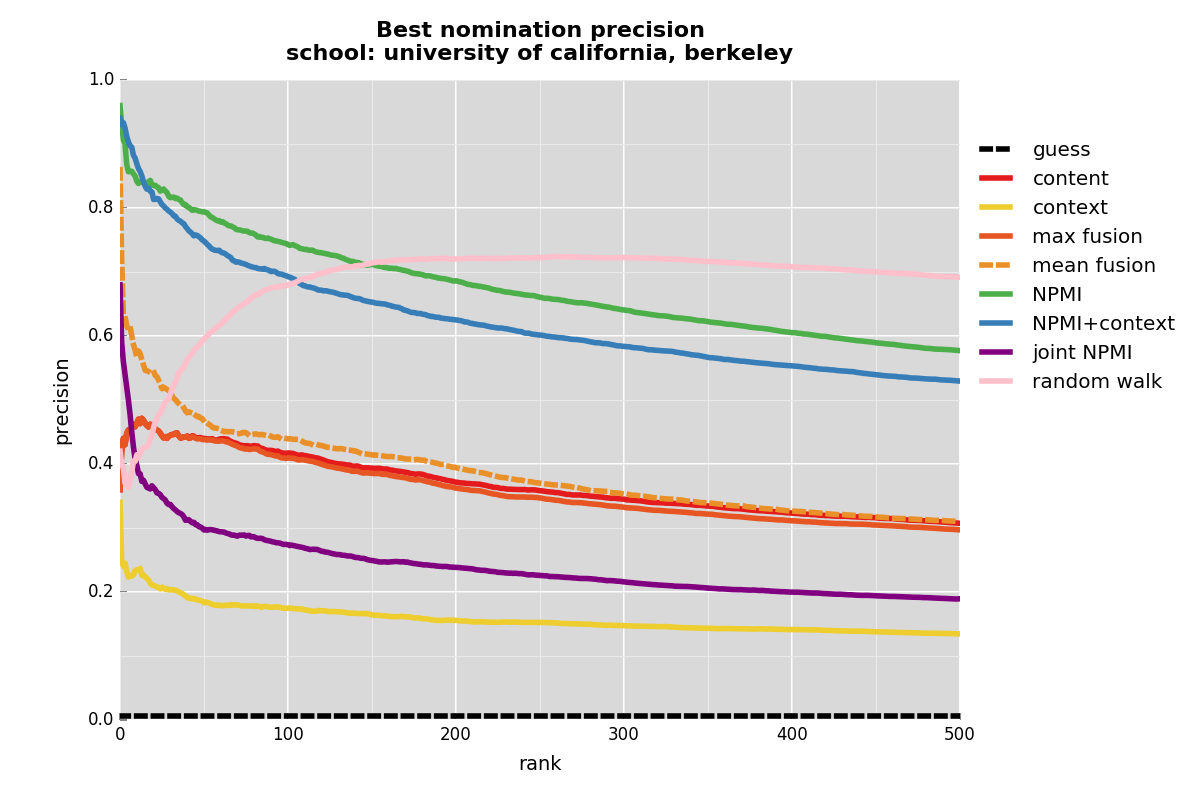 Best nomination precision
school: university of california, berkeley
1.0
0.8
0.6
0.4
0.2
0.0
precision
0
100
200
300
400
500
rank
guess
content
context
max fusion
mean fusion
NPMI
NPMI+context
joint NPMI
random walk